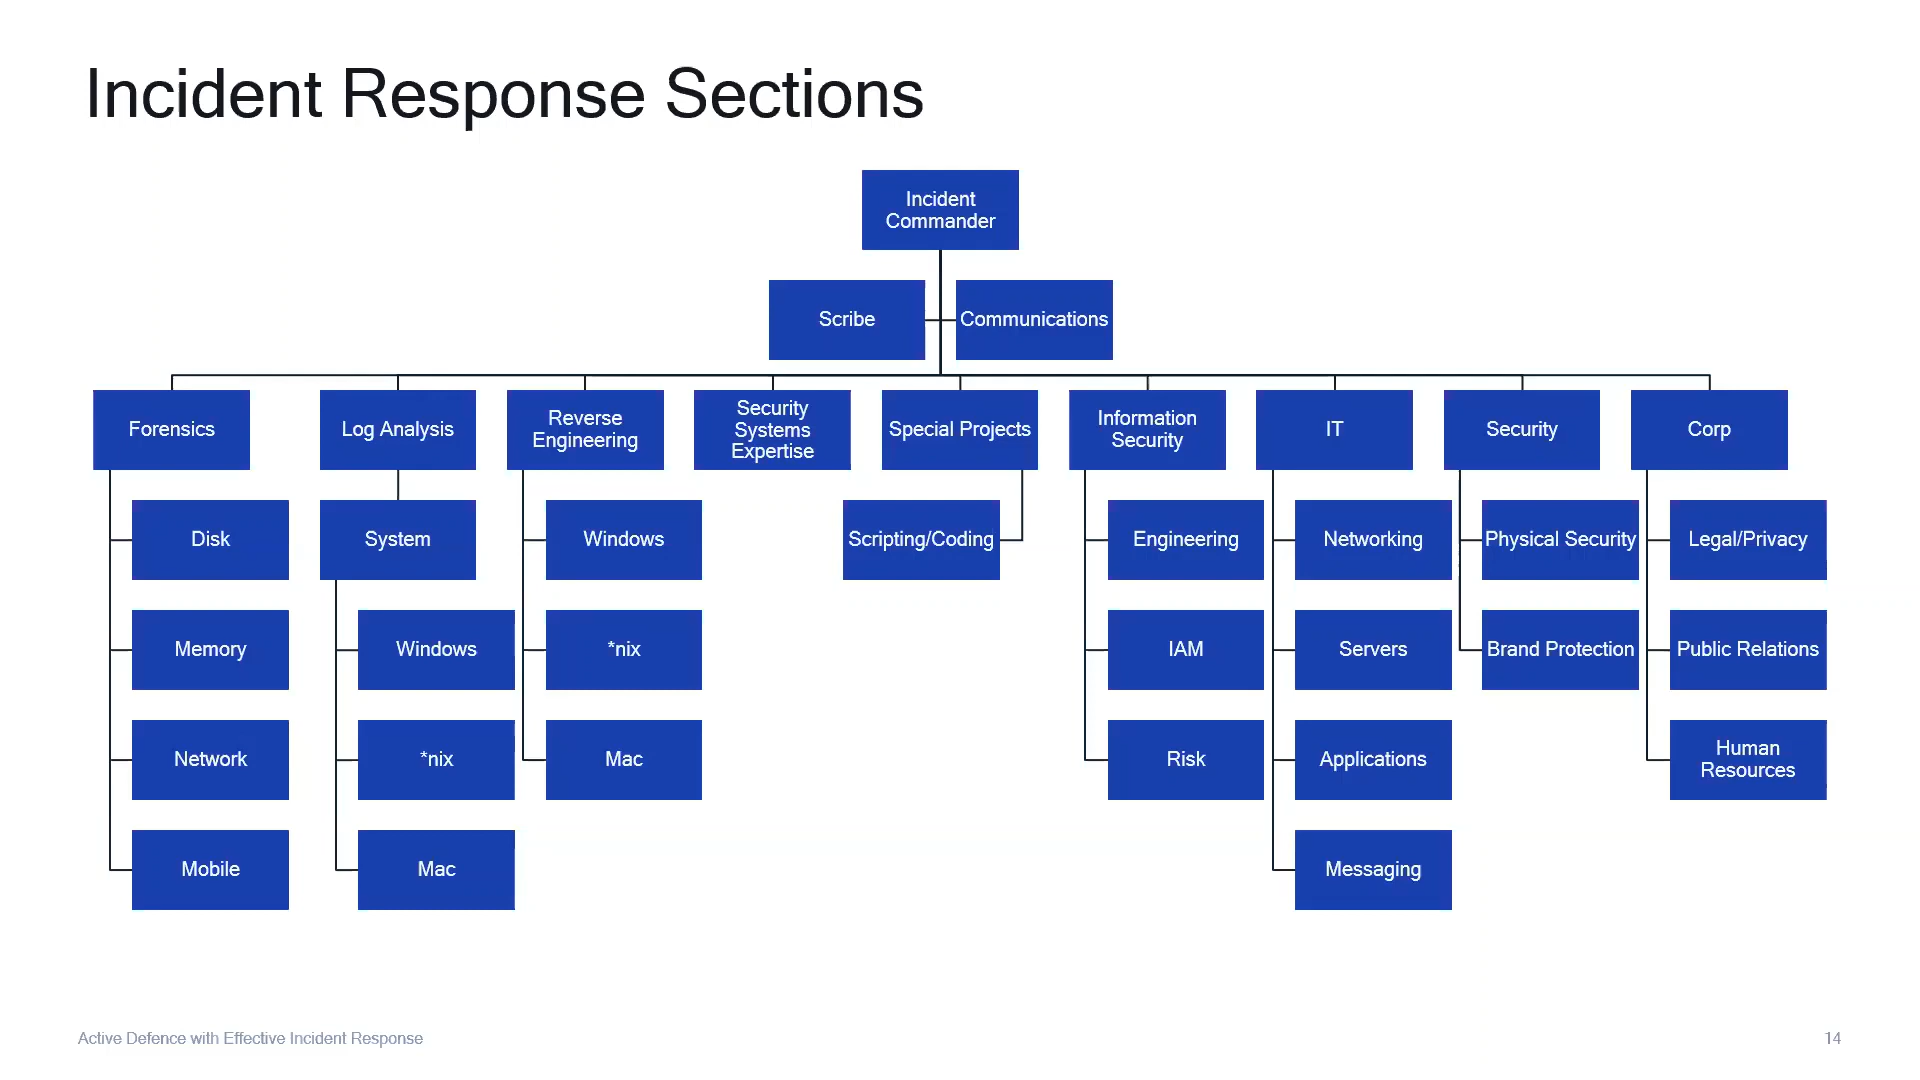 Incident Response Sections
Incident
Commander
Scribe
Communications
Forensics
Log Analysis
Reverse
Engineering
Security
Systems
Expertise
Special Projects
Information
Security
IT
Security
Corp
Disk
System
Windows
Scripting/Coding
Engineering
Networking
Physical Security
Legal/Privacy
Memory
Windows
*nix
IAM
Servers
Brand Protection
Public Relations
Network
*nix
Mac
Risk
Applications
Human
Resources
Mobile
Mac
Messaging
Active Defence with Effective Incident Response
14